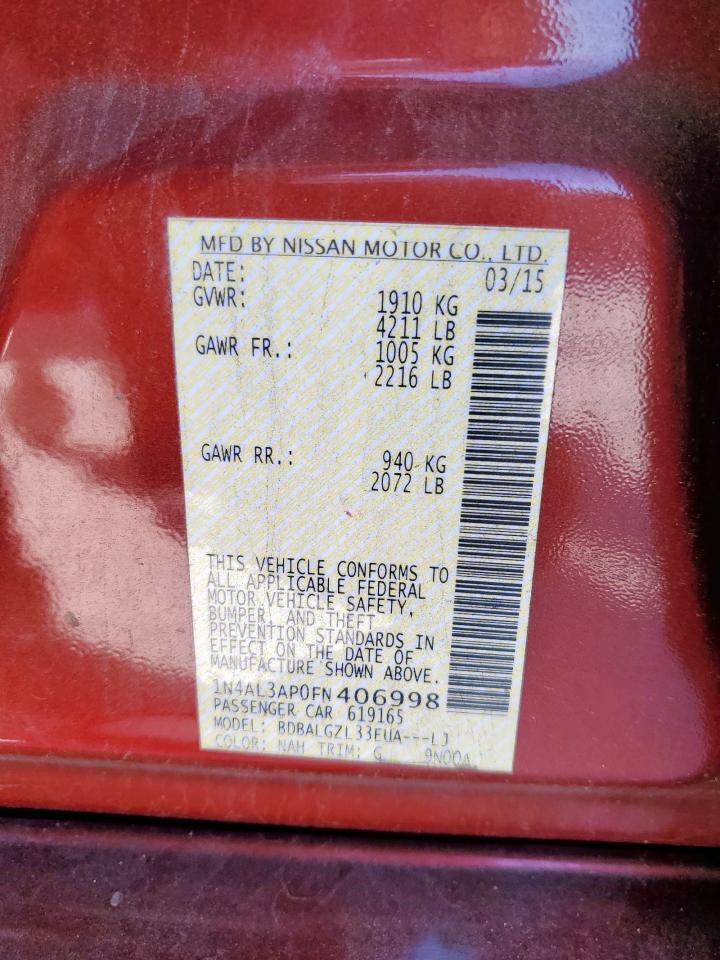 MFD BY NISSAN MOTOR CO., LTD.
DATE: 03/15
GVWR: 1910 KG
4211 LB
GAWR FR.: 1005 KG
2216 LB
GAWR RR.: 940 KG
2072 LB
THIS VEHICLE CONFORMS TO
ALL APPLICABLE FEDERAL
MOTOR VEHICLE SAFETY,
BUMPER, AND THEFT
PREVENTION STANDARDS IN
EFFECT ON THE DATE OF
MANUFACTURE SHOWN ABOVE.
1N4AL3AP0FN406998
PASSENGER CAR 619165
MODEL: BDBALGZL33EUA---LJ
COLOR: NAH TRIM: G